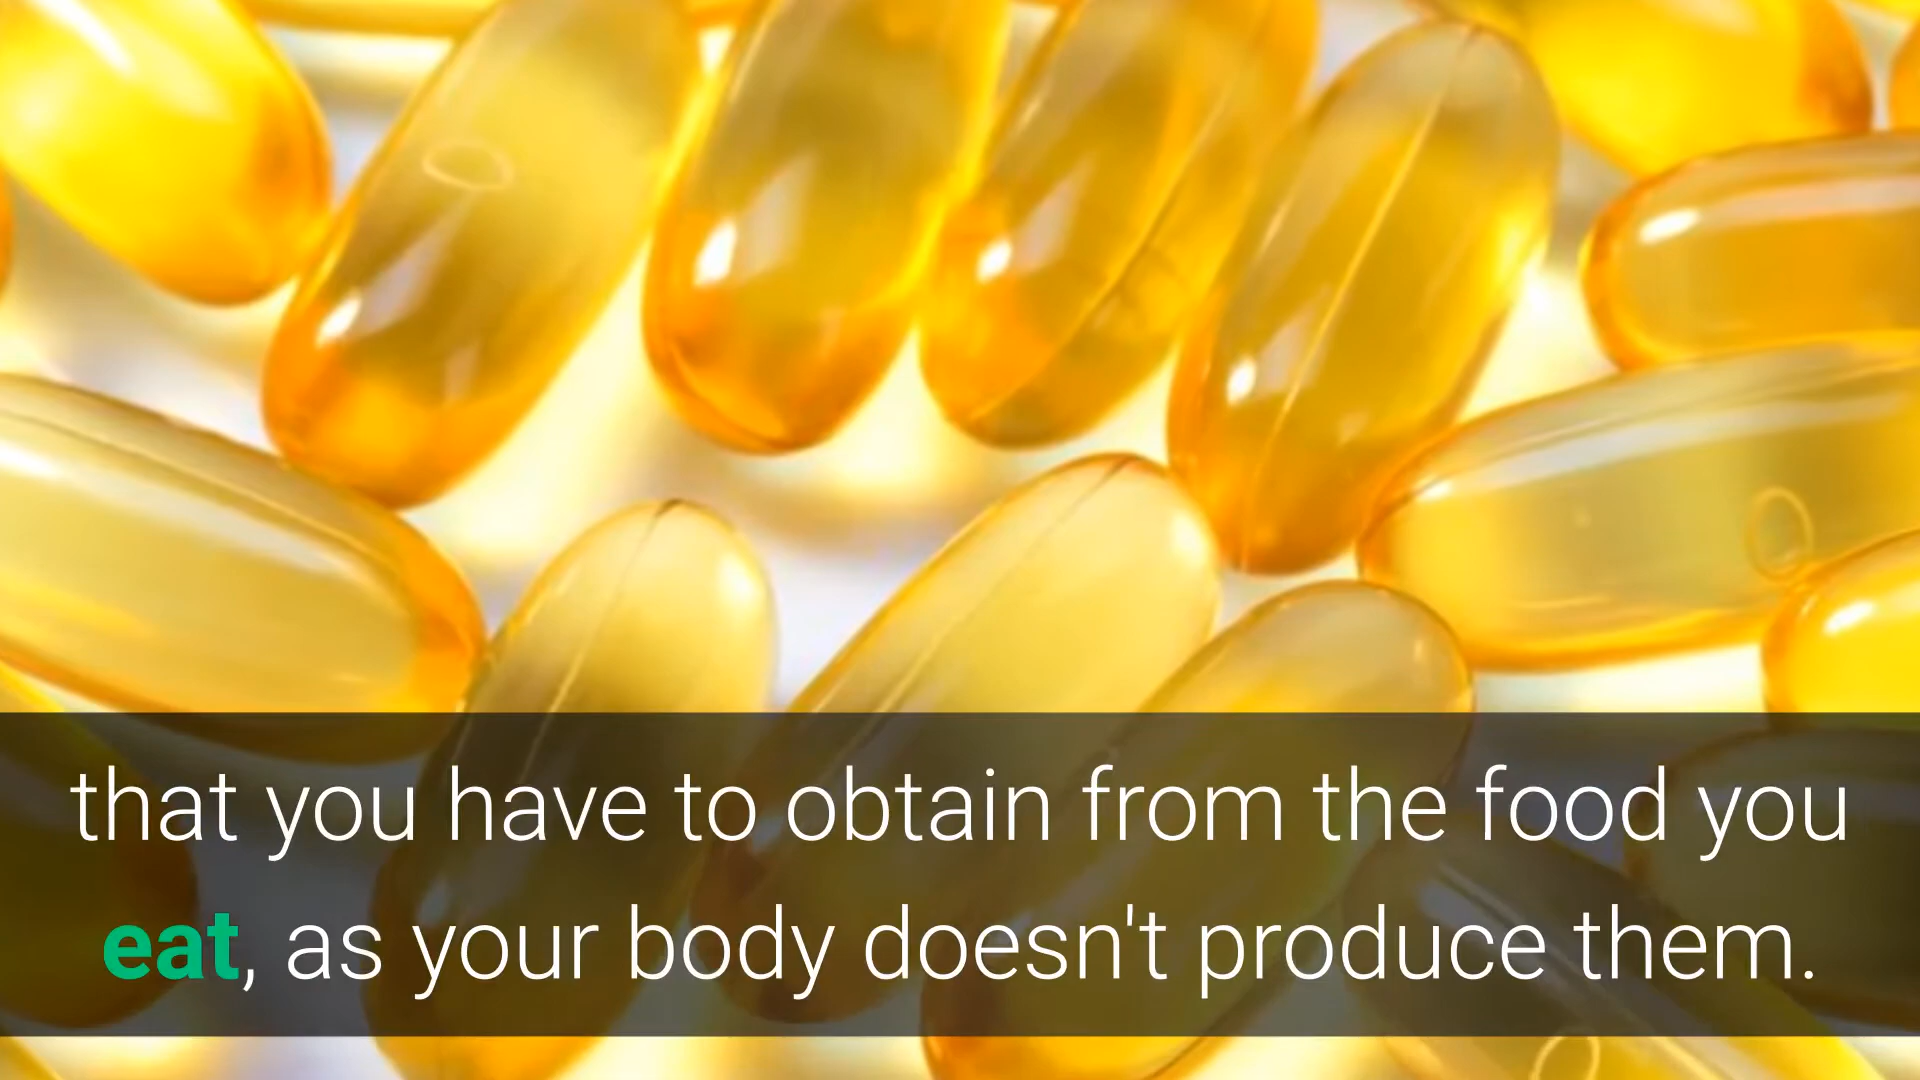 that you have to obtain from the food you
eat, as your body doesn't produce them.